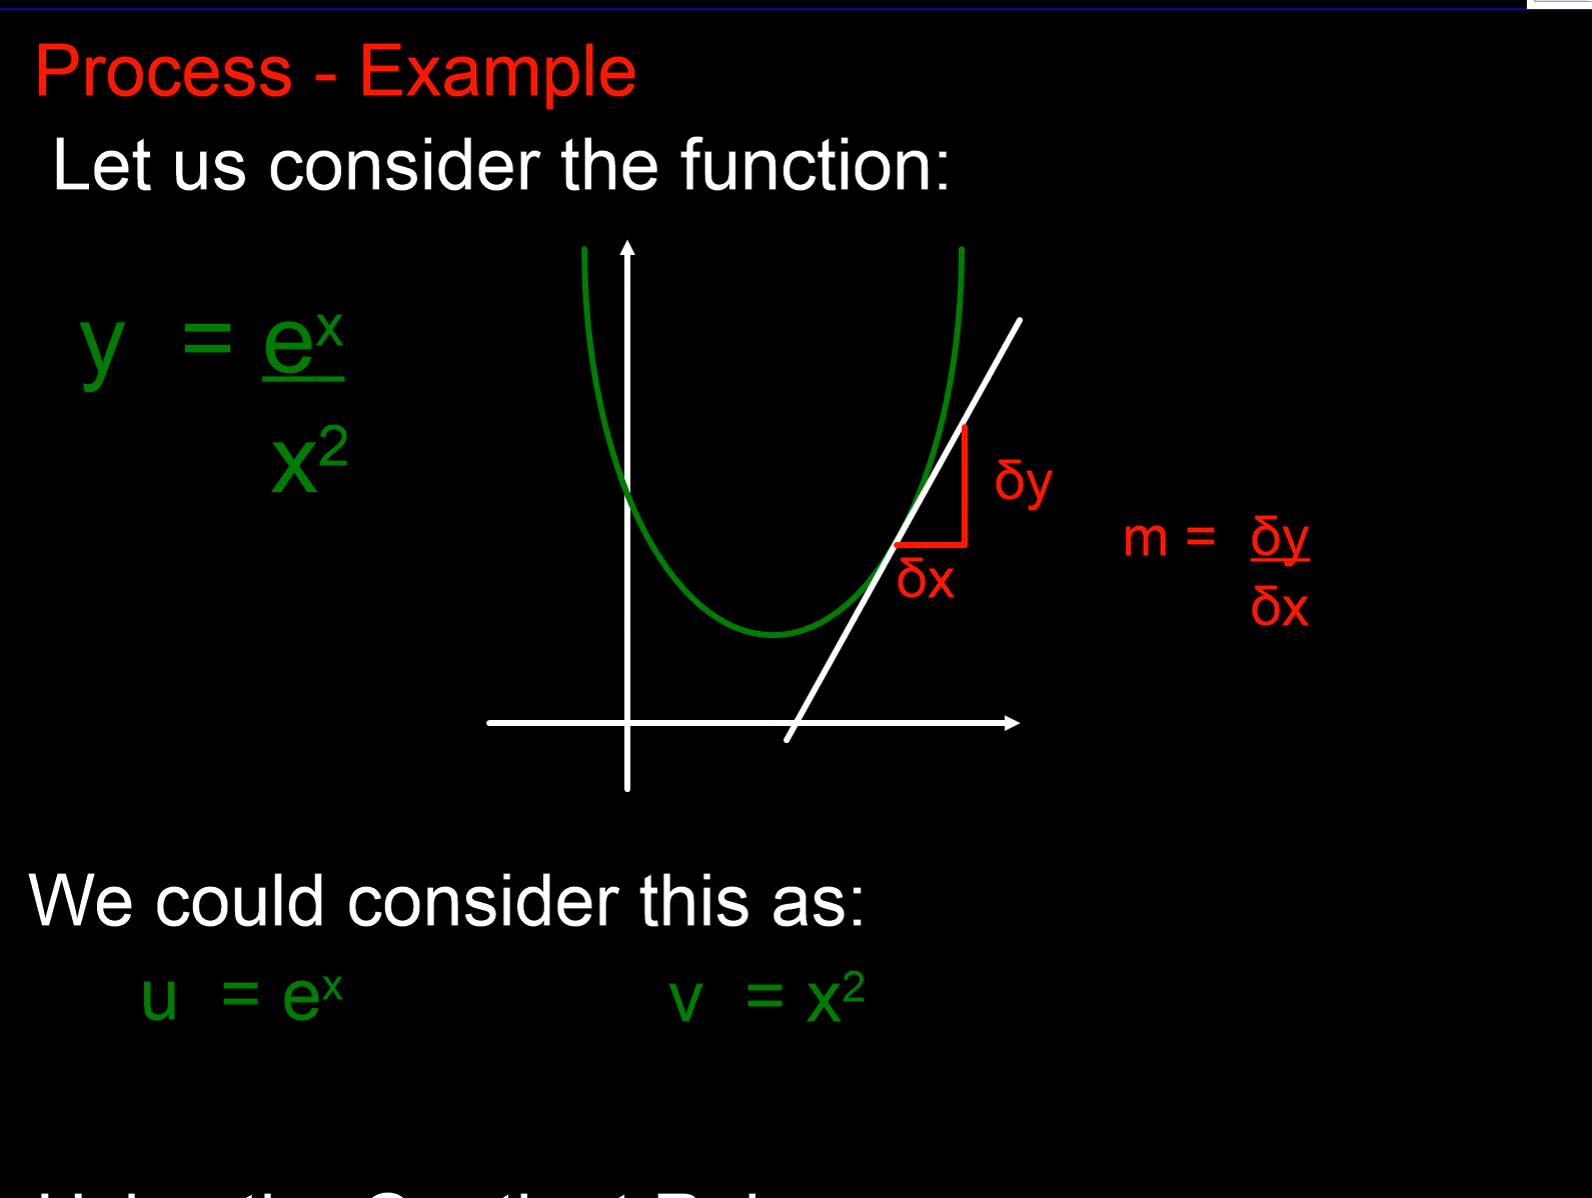 Process - Example
Let us consider the function:
y = eˣ
x²
δy
δx
m = δy
δx
We could consider this as:
u = eˣ v = x²